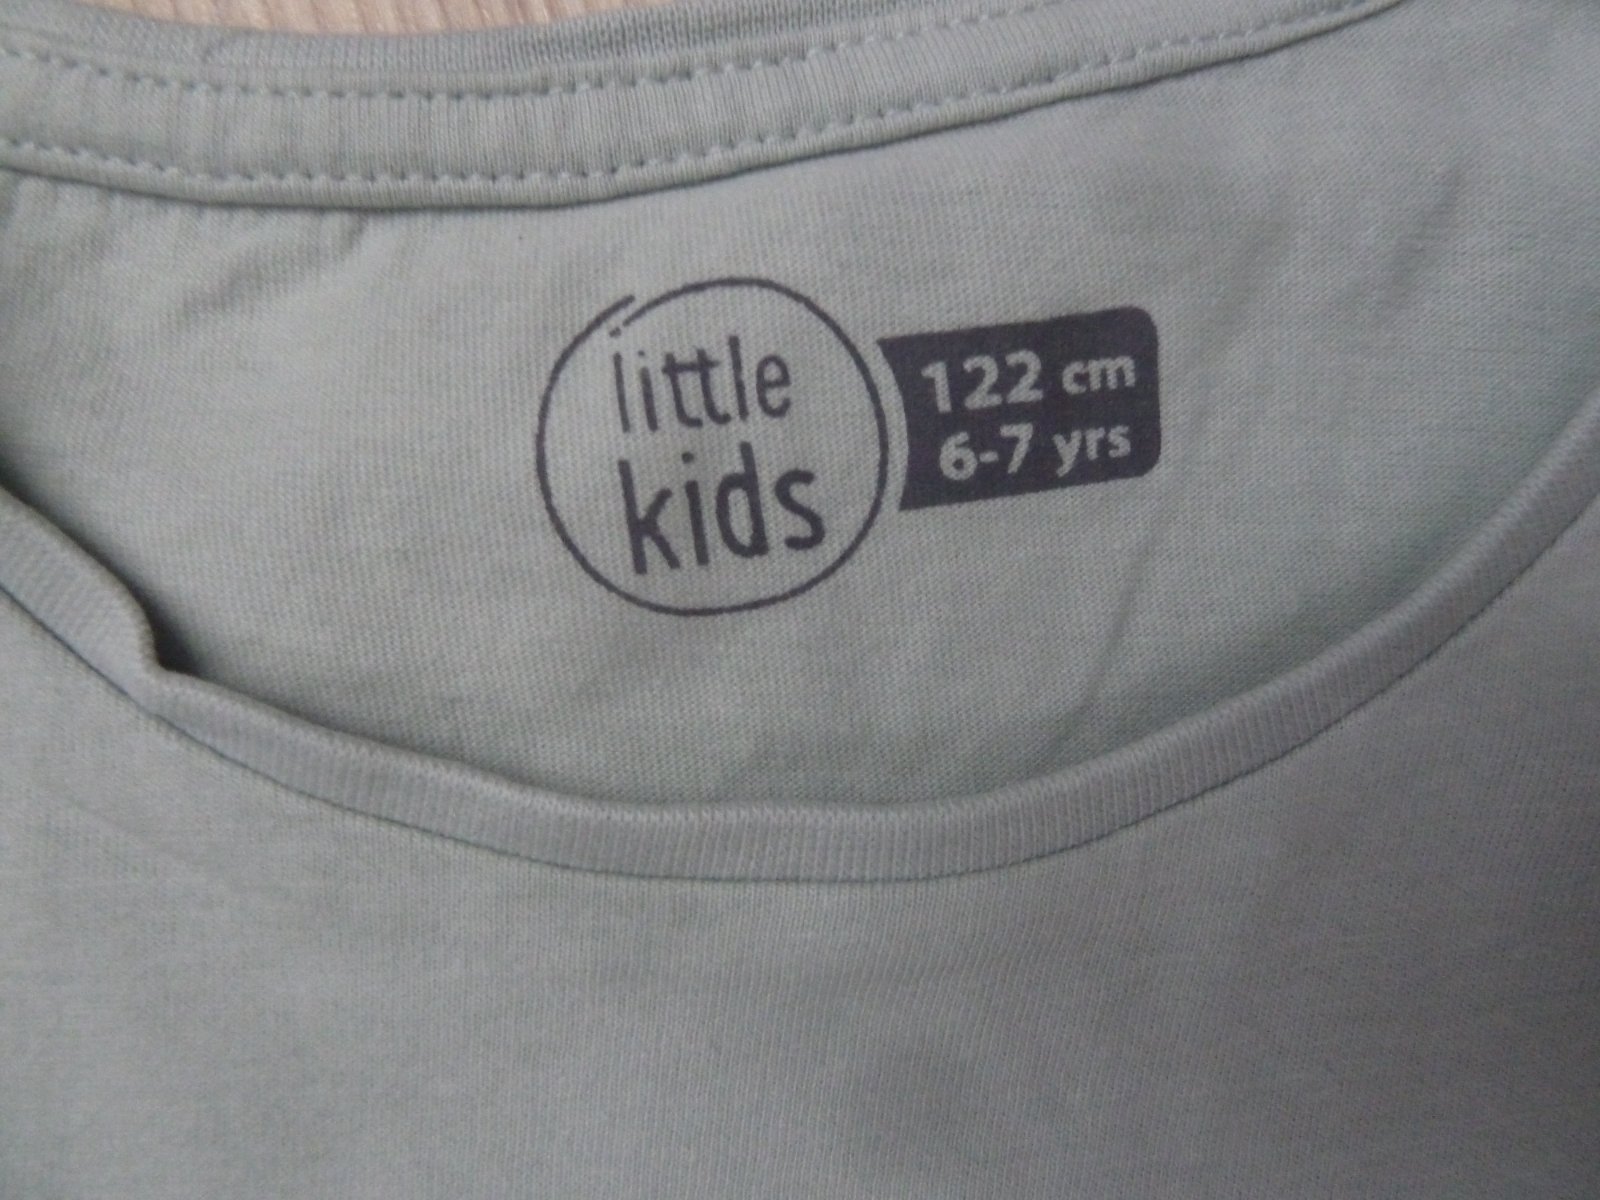 little
kids
122 cm
6-7 yrs